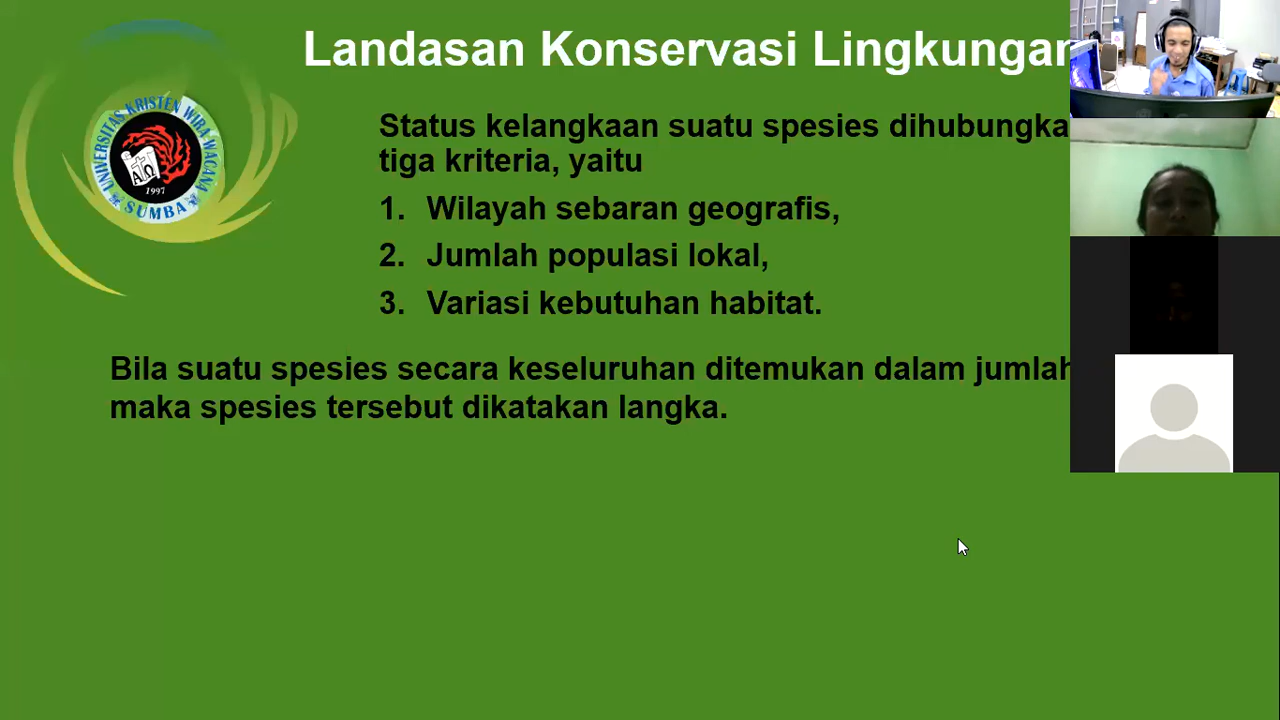 Landasan Konservasi Lingkungan
Status kelangkaan suatu spesies dihubungka
tiga kriteria, yaitu
1. Wilayah sebaran geografis,
2. Jumlah populasi lokal,
3. Variasi kebutuhan habitat.
Bila suatu spesies secara keseluruhan ditemukan dalam jumlah
maka spesies tersebut dikatakan langka.
UNIVERSITAS KRISTEN WIRA WACANA
SUMBA
A Ω
1997